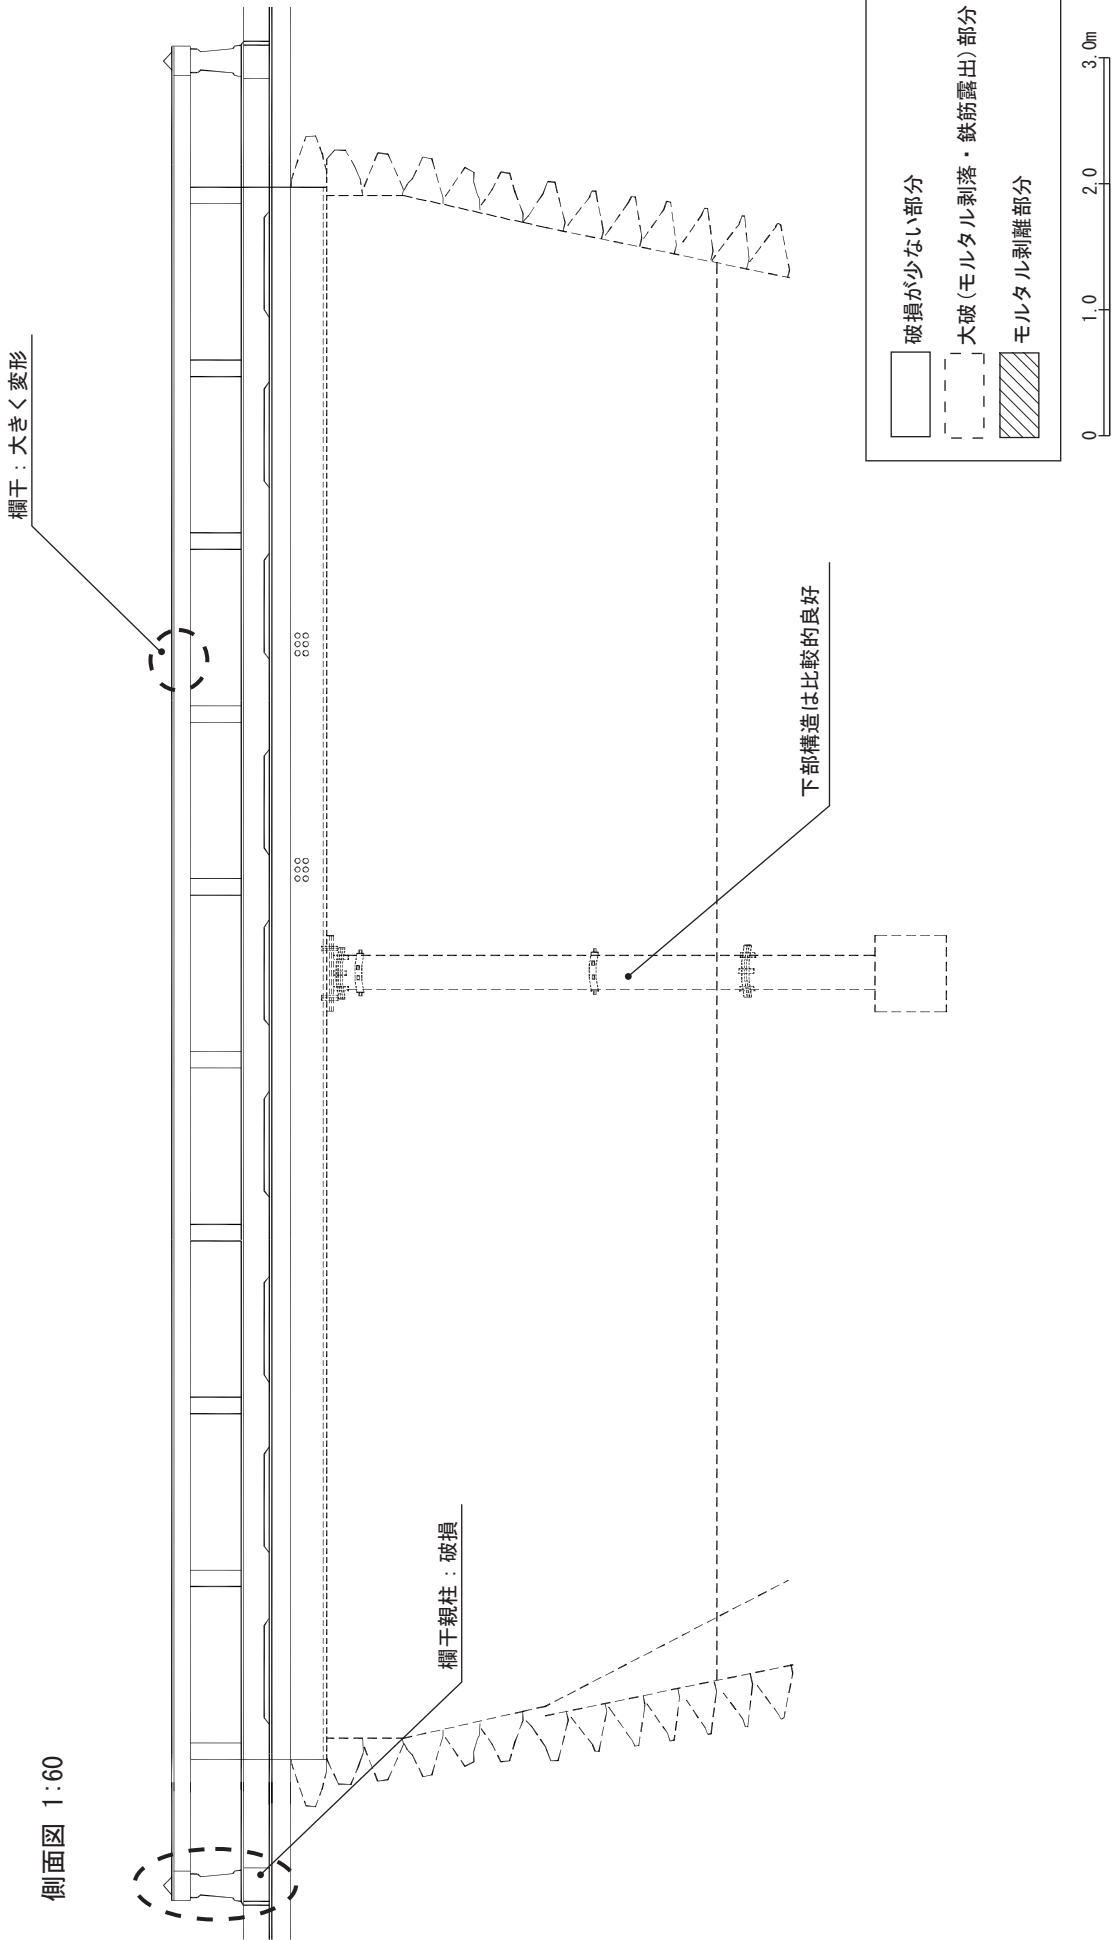 側面図 1:60
欄干：大きく変形
欄干親柱：破損
下部構造は比較的良好
破損が少ない部分
大破(モルタル剥落・鉄筋露出)部分
モルタル剥離部分
0 1.0 2.0 3.0m